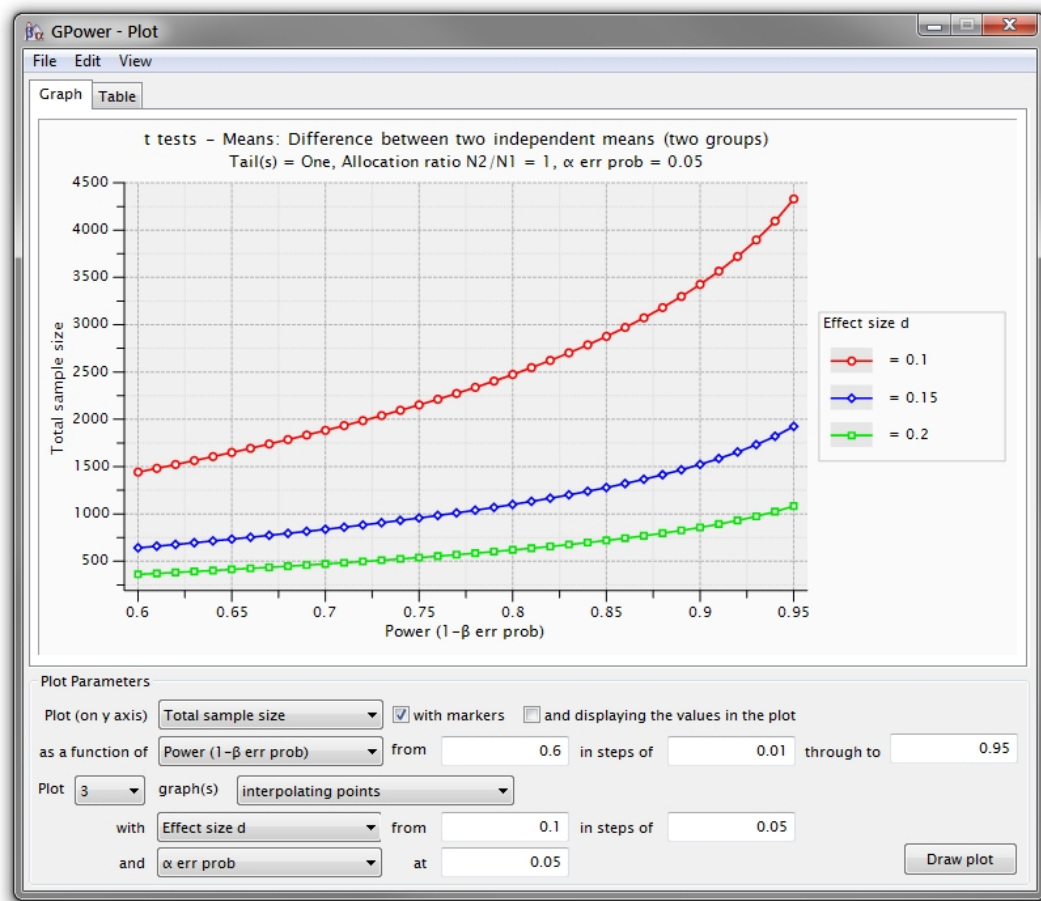 GPower - Plot
File Edit View
Graph Table
t tests - Means: Difference between two independent means (two groups)
Tail(s) = One, Allocation ratio N2/N1 = 1, α err prob = 0.05
4500
4000
3500
3000
2500
2000
1500
1000
500
Total sample size
0.6 0.65 0.7 0.75 0.8 0.85 0.9 0.95
Power (1-β err prob)
Effect size d
= 0.1
= 0.15
= 0.2
Plot Parameters
Plot (on y axis) Total sample size with markers and displaying the values in the plot
as a function of Power (1-β err prob) from 0.6 in steps of 0.01 through to 0.95
Plot 3 graph(s) interpolating points
with Effect size d from 0.1 in steps of 0.05
and α err prob at 0.05
Draw plot